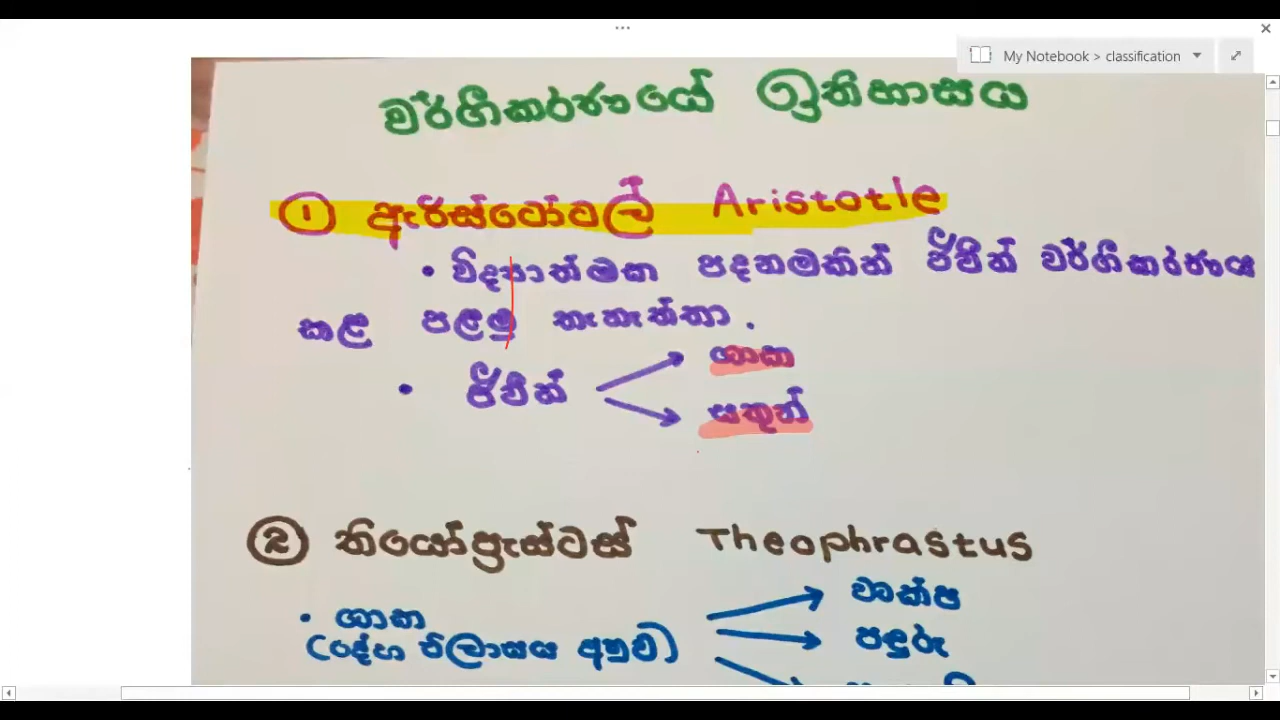 My Notebook > classification
වර්ගීකරණයේ ඉතිහාසය
① ඇරිස්ටෝටල් Aristotle
• විද්‍යාත්මක පදනමකින් ජීවීන් වර්ගීකරණය
කළ පළමු තැනැත්තා.
• ජීවීන්
ශාක
සතුන්
② තියෝප්‍රැස්ටස් Theophrastus
• ශාක
(දේහ විලාසය අනුව)
වෘක්ෂ
පඳුරු